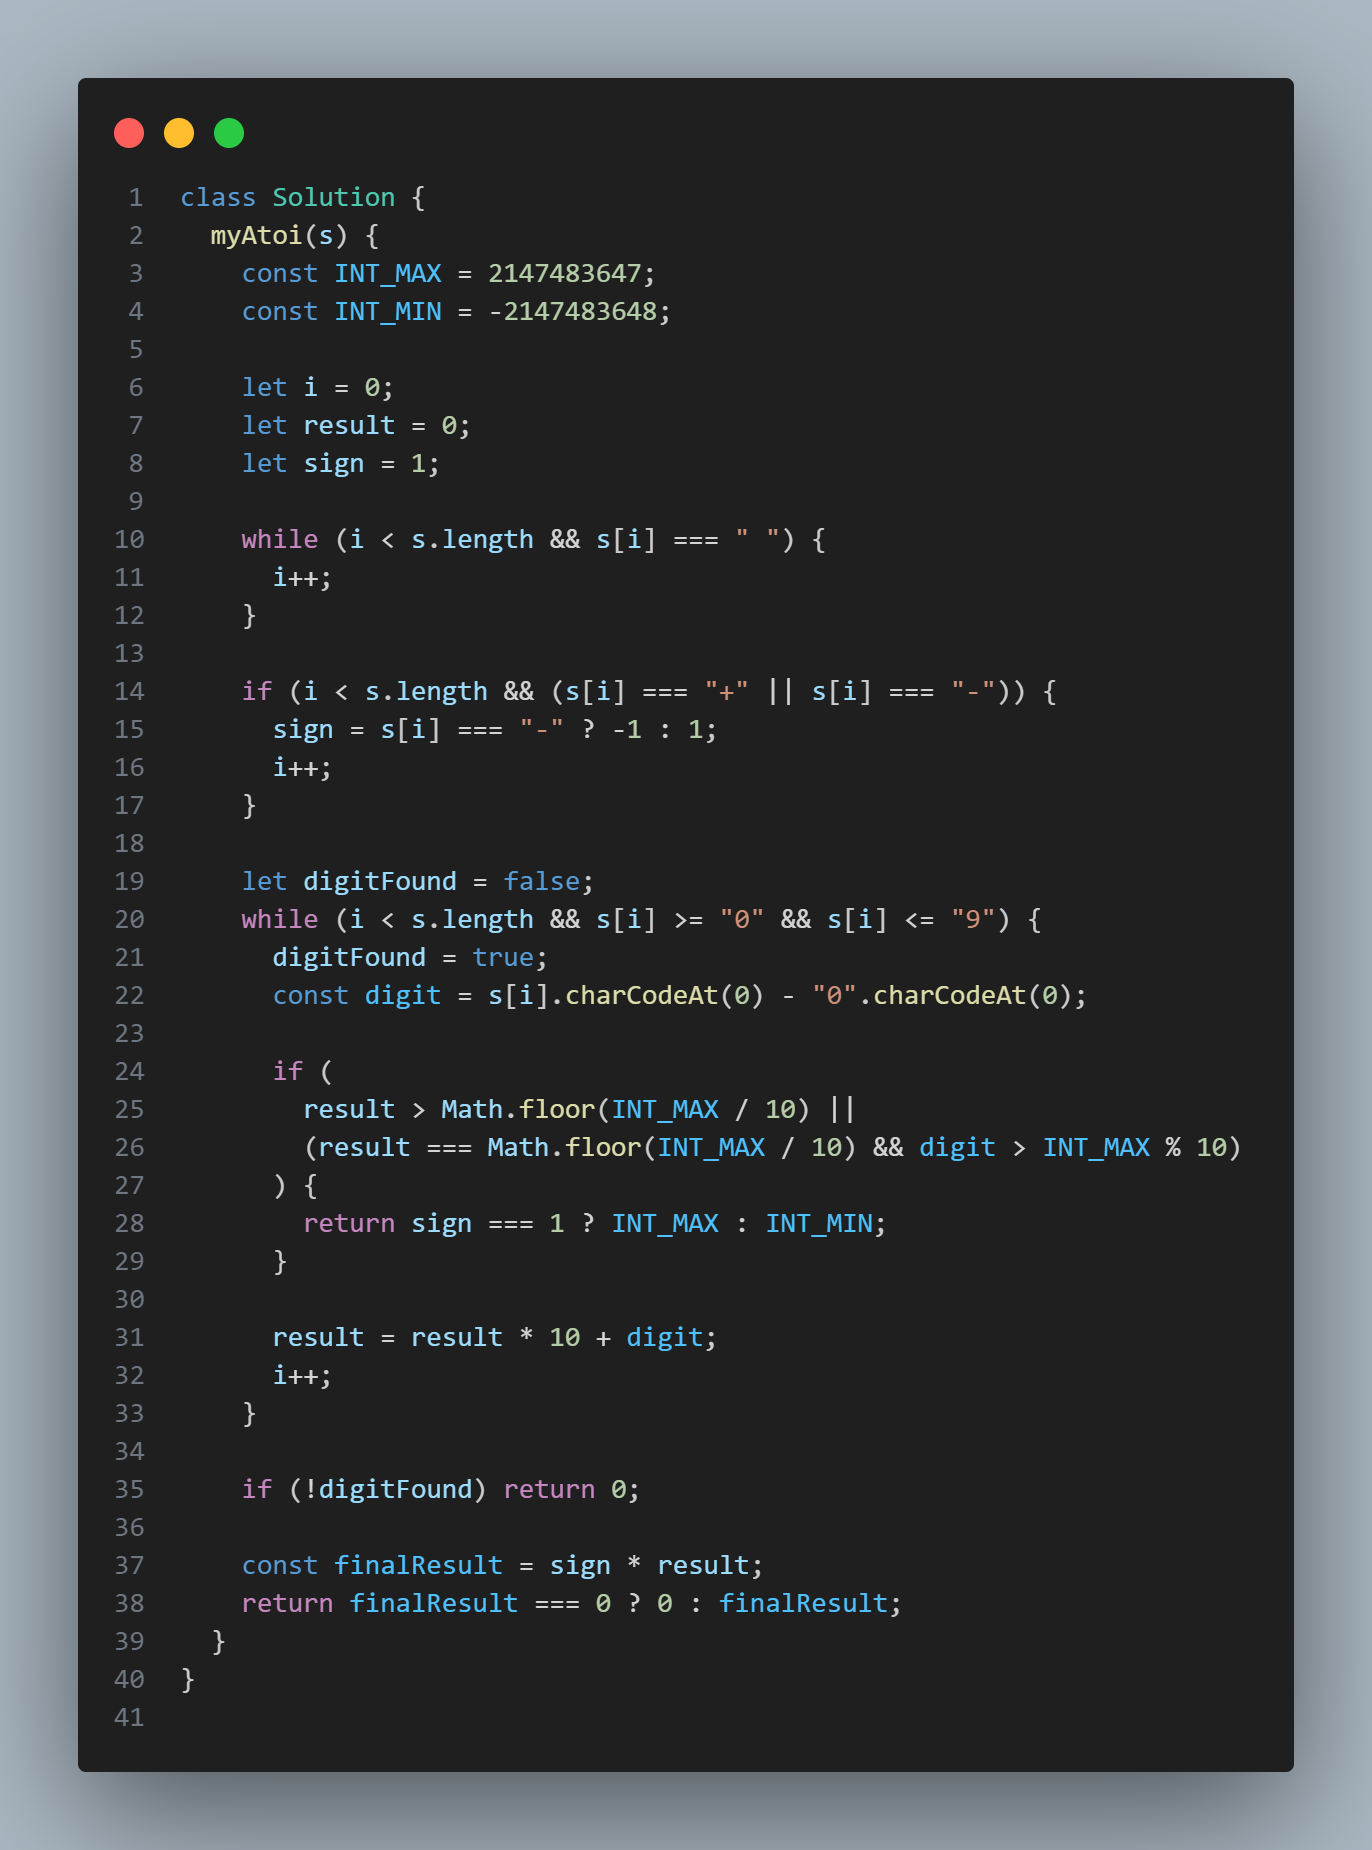 1 class Solution {
2   myAtoi(s) {
3     const INT_MAX = 2147483647;
4     const INT_MIN = -2147483648;
5
6     let i = 0;
7     let result = 0;
8     let sign = 1;
9
10     while (i < s.length && s[i] === " ") {
11       i++;
12     }
13
14     if (i < s.length && (s[i] === "+" || s[i] === "-")) {
15       sign = s[i] === "-" ? -1 : 1;
16       i++;
17     }
18
19     let digitFound = false;
20     while (i < s.length && s[i] >= "0" && s[i] <= "9") {
21       digitFound = true;
22       const digit = s[i].charCodeAt(0) - "0".charCodeAt(0);
23
24       if (
25         result > Math.floor(INT_MAX / 10) ||
26         (result === Math.floor(INT_MAX / 10) && digit > INT_MAX % 10)
27       ) {
28         return sign === 1 ? INT_MAX : INT_MIN;
29       }
30
31       result = result * 10 + digit;
32       i++;
33     }
34
35     if (!digitFound) return 0;
36
37     const finalResult = sign * result;
38     return finalResult === 0 ? 0 : finalResult;
39   }
40 }
41